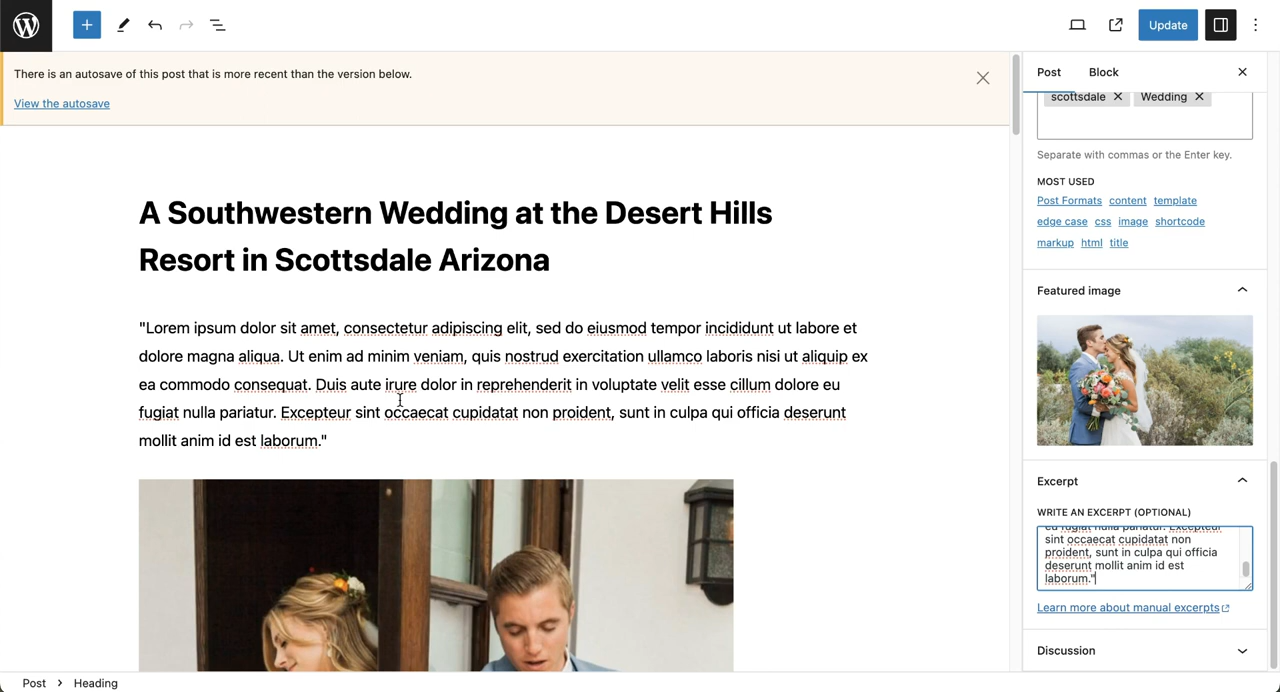 Update
There is an autosave of this post that is more recent than the version below.
View the autosave
A Southwestern Wedding at the Desert Hills
Resort in Scottsdale Arizona
"Lorem ipsum dolor sit amet, consectetur adipiscing elit, sed do eiusmod tempor incididunt ut labore et
dolore magna aliqua. Ut enim ad minim veniam, quis nostrud exercitation ullamco laboris nisi ut aliquip ex
ea commodo consequat. Duis aute irure dolor in reprehenderit in voluptate velit esse cillum dolore eu
fugiat nulla pariatur. Excepteur sint occaecat cupidatat non proident, sunt in culpa qui officia deserunt
mollit anim id est laborum."
Post Block
scottsdale Wedding
Separate with commas or the Enter key.
MOST USED
Post Formats content template
edge case css image shortcode
markup html title
Featured image
Excerpt
WRITE AN EXCERPT (OPTIONAL)
eu fugiat nulla pariatur. Excepteur
sint occaecat cupidatat non
proident, sunt in culpa qui officia
deserunt mollit anim id est
laborum."
Learn more about manual excerpts
Discussion
Post > Heading